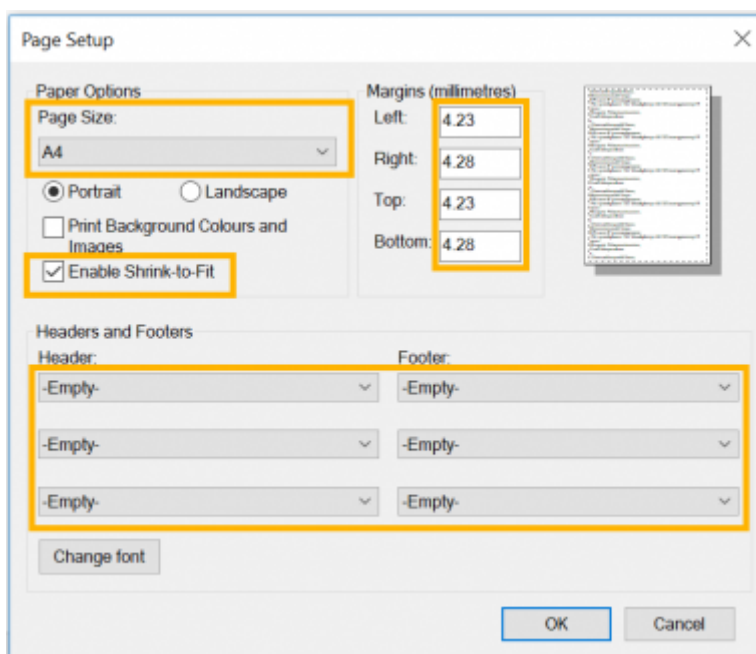 Page Setup
Paper Options
Page Size:
A4
Portrait
Landscape
Print Background Colours and
Images
Enable Shrink-to-Fit
Margins (millimetres)
Left:
4.23
Right:
4.28
Top:
4.23
Bottom:
4.28
Headers and Footers
Header:
Footer:
-Empty-
-Empty-
-Empty-
-Empty-
-Empty-
-Empty-
Change font
OK
Cancel